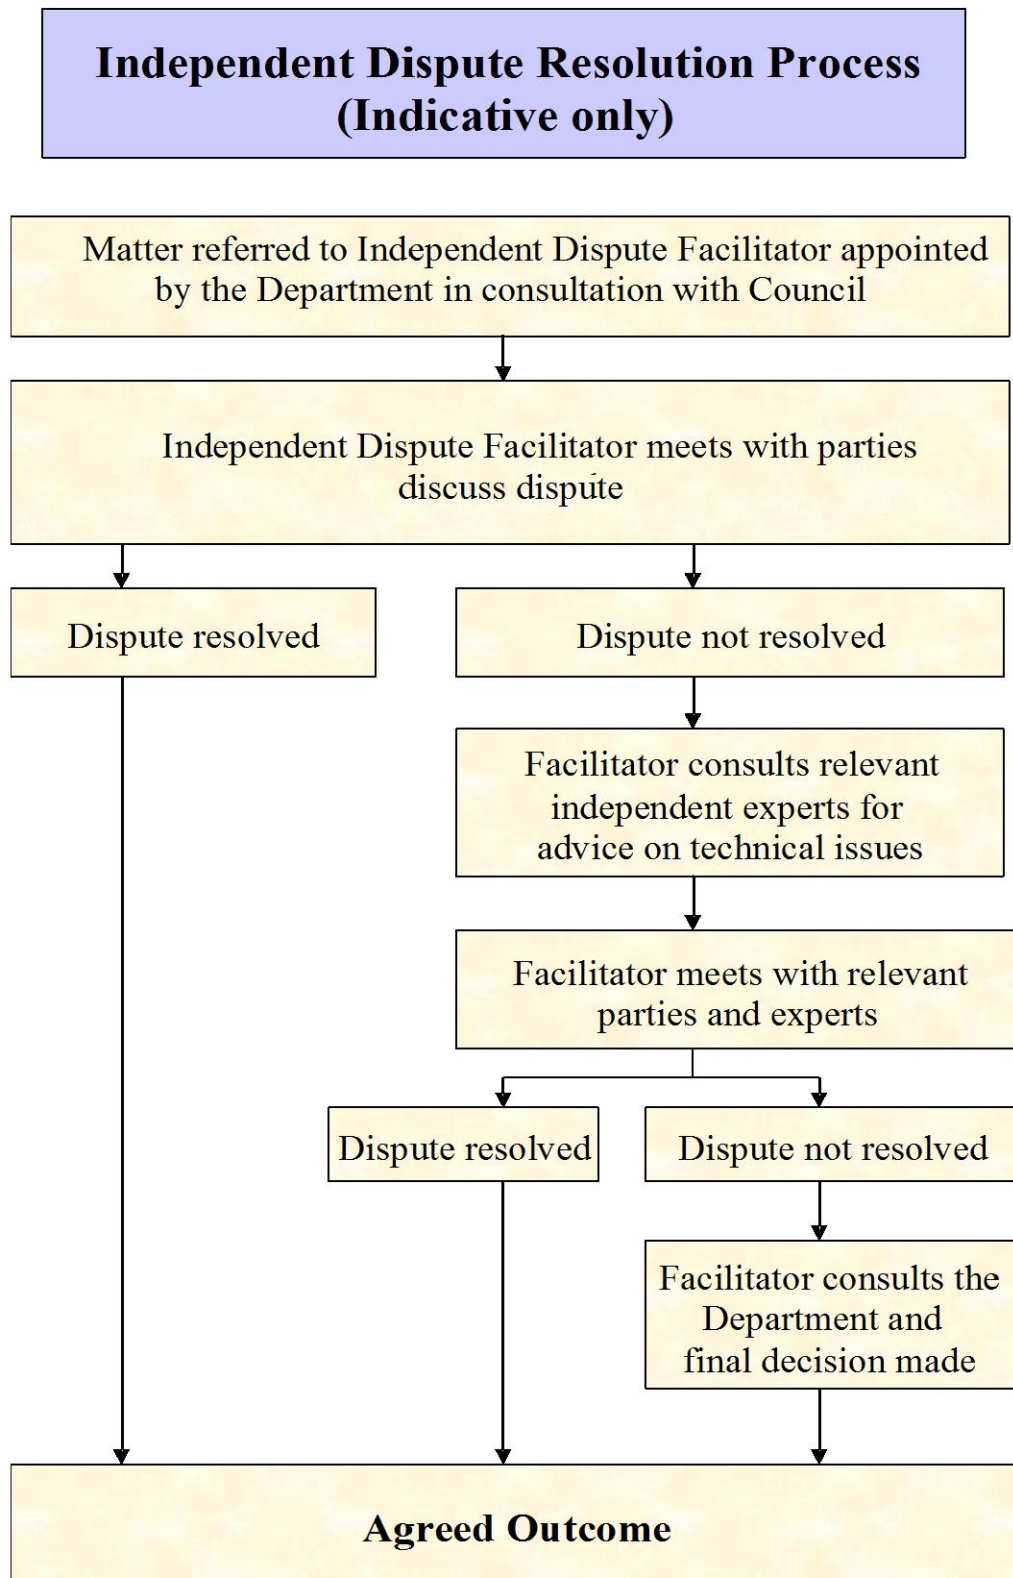 Independent Dispute Resolution Process
(Indicative only)
Matter referred to Independent Dispute Facilitator appointed
by the Department in consultation with Council
Independent Dispute Facilitator meets with parties
discuss dispute
Dispute resolved
Dispute not resolved
Facilitator consults relevant
independent experts for
advice on technical issues
Facilitator meets with relevant
parties and experts
Dispute resolved
Dispute not resolved
Facilitator consults the
Department and
final decision made
Agreed Outcome